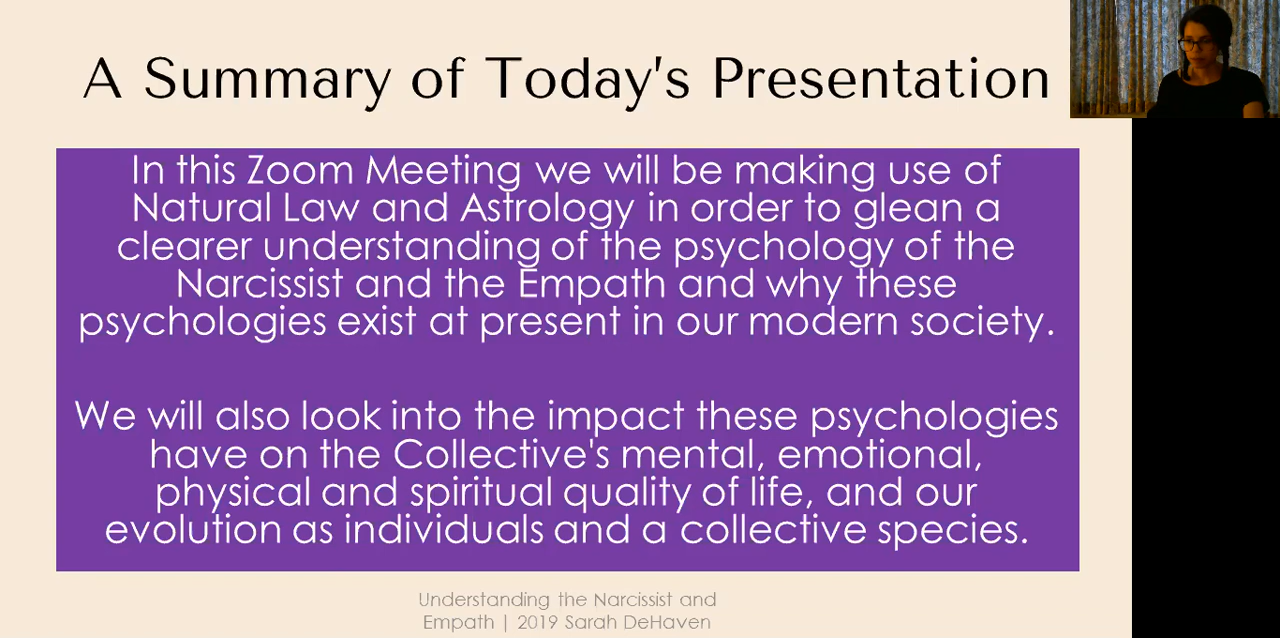 A Summary of Today's Presentation
In this Zoom Meeting we will be making use of
Natural Law and Astrology in order to glean a
clearer understanding of the psychology of the
Narcissist and the Empath and why these
psychologies exist at present in our modern society.
We will also look into the impact these psychologies
have on the Collective's mental, emotional,
physical and spiritual quality of life, and our
evolution as individuals and a collective species.
Understanding the Narcissist and
Empath | 2019 Sarah DeHaven